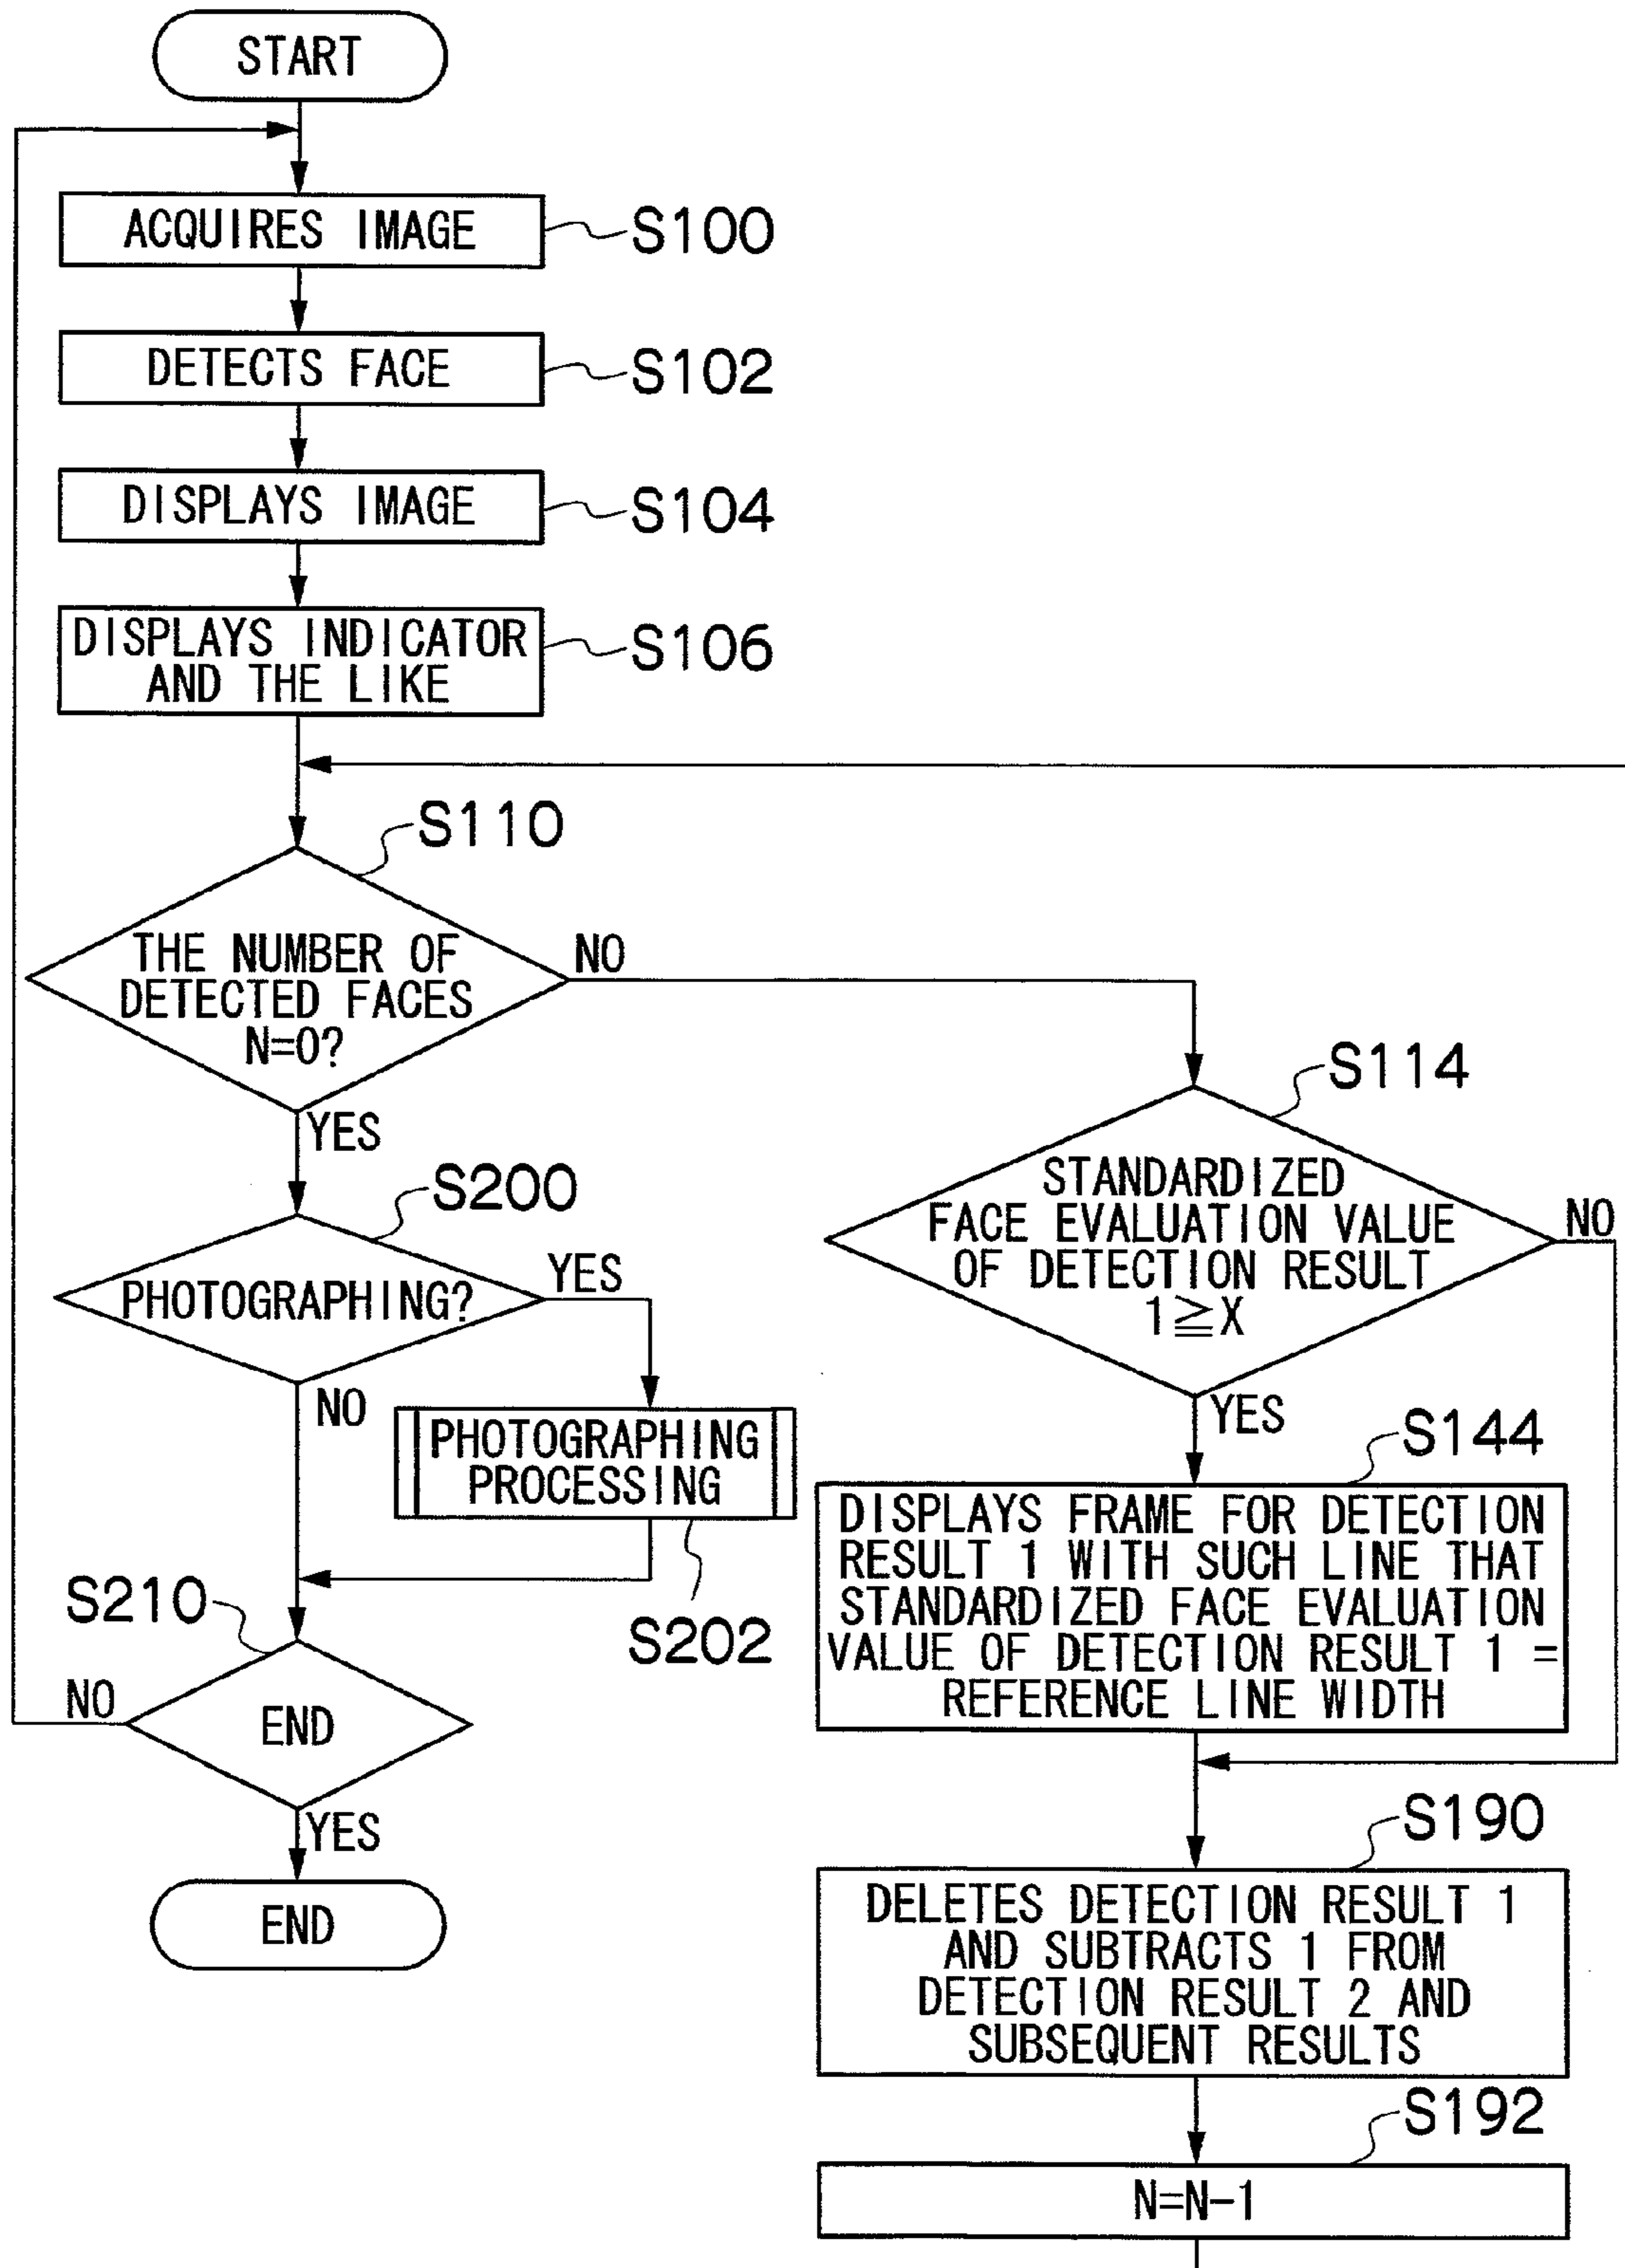 START
ACQUIRES IMAGE
S100
DETECTS FACE
S102
DISPLAYS IMAGE
S104
DISPLAYS INDICATOR
AND THE LIKE
S106
S110
THE NUMBER OF
DETECTED FACES
N=0?
NO
YES
S200
PHOTOGRAPHING?
YES
NO
PHOTOGRAPHING
PROCESSING
S202
S210
END
NO
YES
END
S114
STANDARDIZED
FACE EVALUATION VALUE
OF DETECTION RESULT
1≧X
NO
YES
S144
DISPLAYS FRAME FOR DETECTION
RESULT 1 WITH SUCH LINE THAT
STANDARDIZED FACE EVALUATION
VALUE OF DETECTION RESULT 1 =
REFERENCE LINE WIDTH
S190
DELETES DETECTION RESULT 1
AND SUBTRACTS 1 FROM
DETECTION RESULT 2 AND
SUBSEQUENT RESULTS
S192
N=N-1